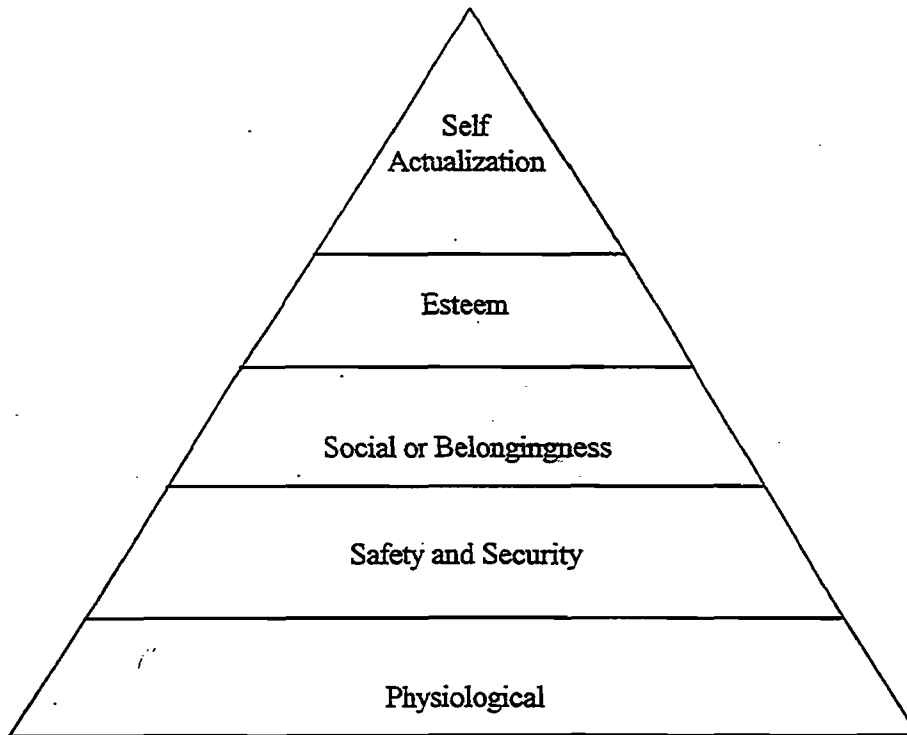 Self
Actualization
Esteem
Social or Belongingness
Safety and Security
Physiological